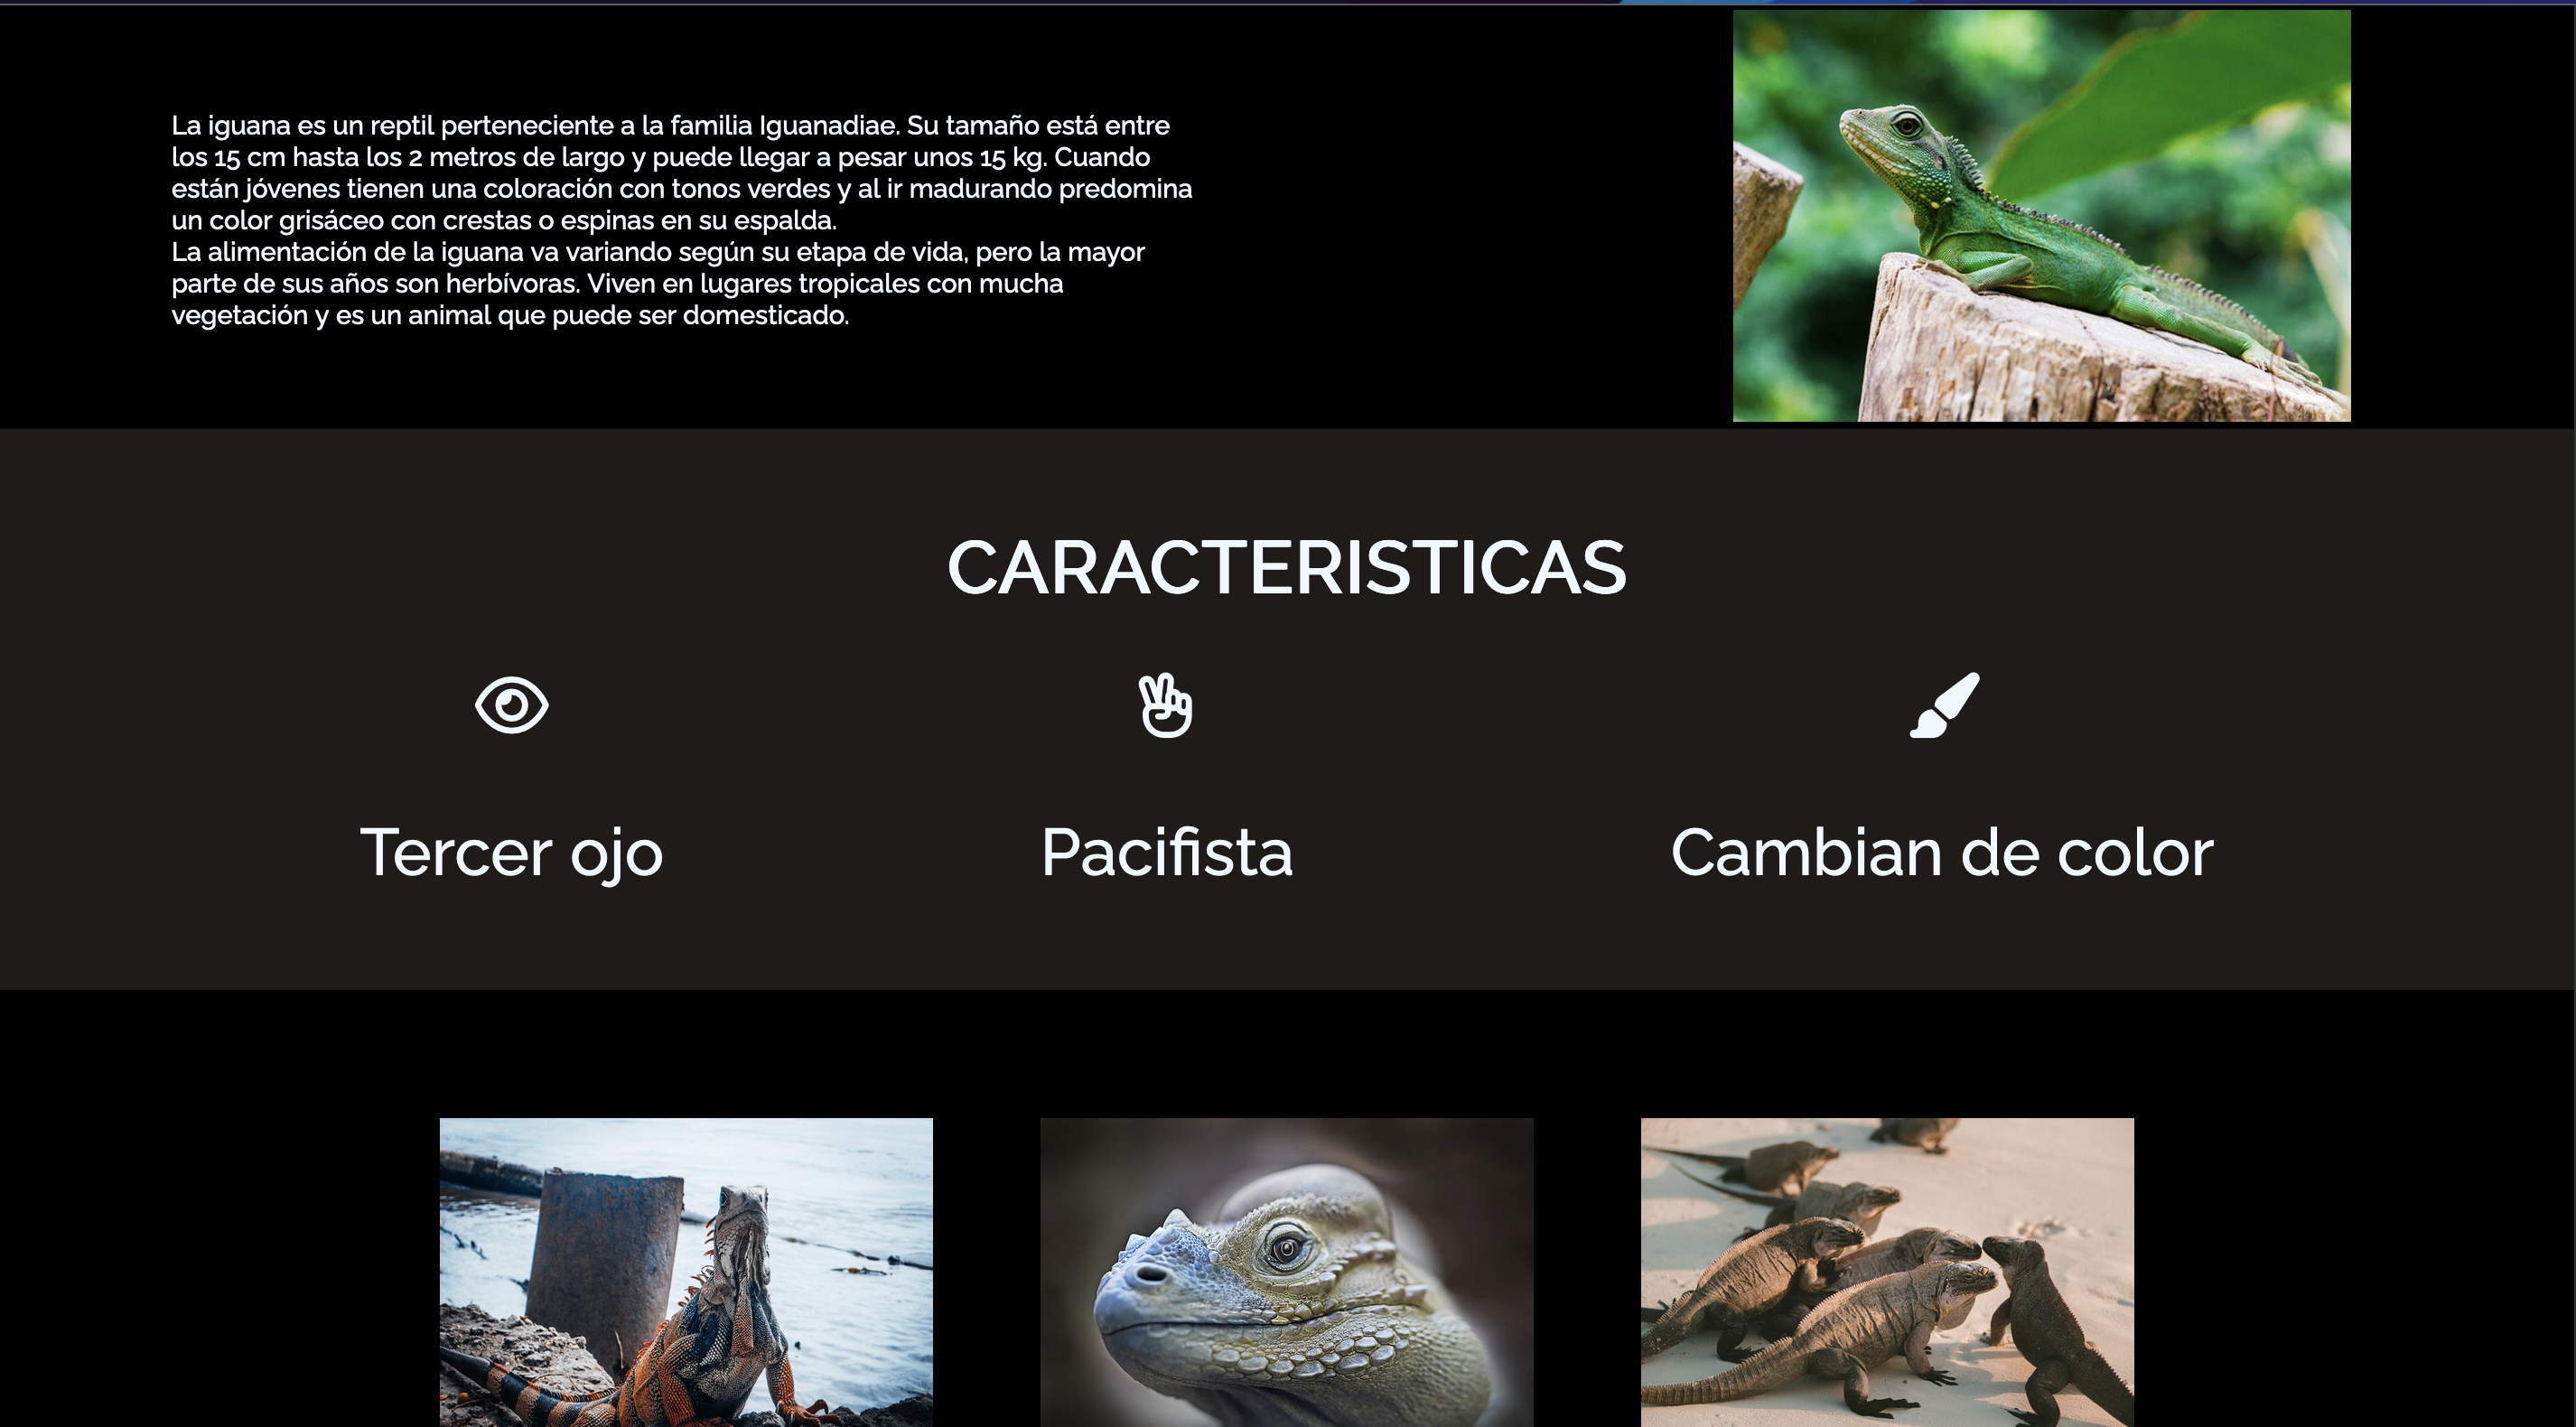 La iguana es un reptil perteneciente a la familia Iguanadiae. Su tamaño está entre
los 15 cm hasta los 2 metros de largo y puede llegar a pesar unos 15 kg. Cuando
están jóvenes tienen una coloración con tonos verdes y al ir madurando predomina
un color grisáceo con crestas o espinas en su espalda.
La alimentación de la iguana va variando según su etapa de vida, pero la mayor
parte de sus años son herbívoras. Viven en lugares tropicales con mucha
vegetación y es un animal que puede ser domesticado.
CARACTERISTICAS
Tercer ojo
Pacifista
Cambian de color